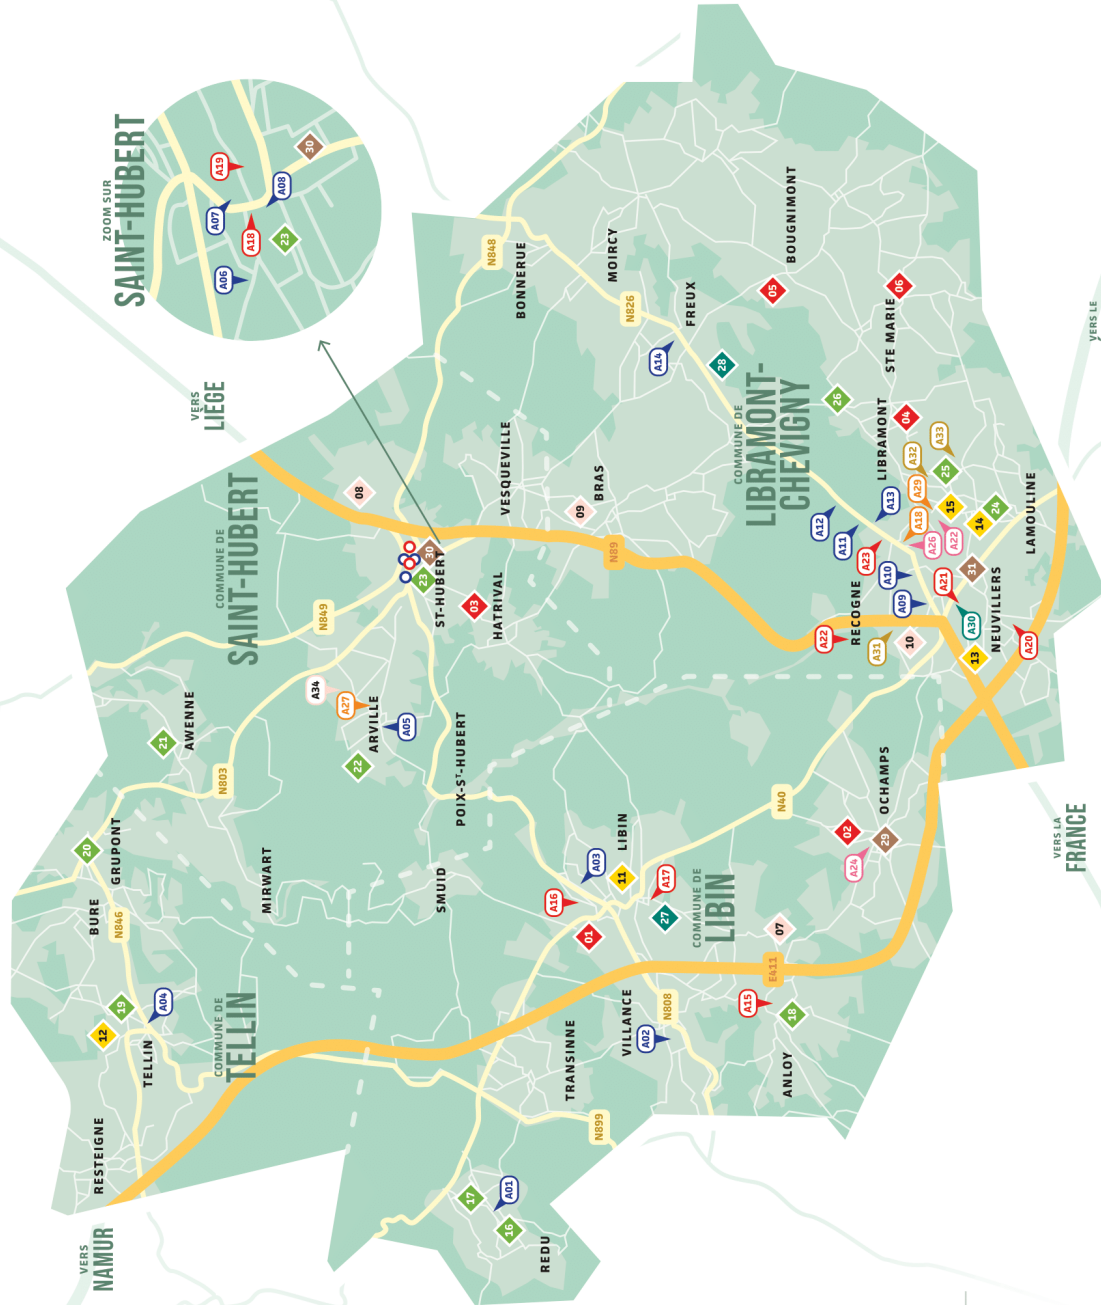 ZOOM SUR
SAINT-HUBERT
A19
A07
A08
30
A18
23
A06
VERS
LIÈGE
COMMUNE DE
SAINT-HUBERT
VERS
NAMUR
COMMUNE DE
TELLIN
COMMUNE DE
LIBIN
COMMUNE DE
LIBRAMONT-
CHEVIGNY
VERS LA
FRANCE
VERS LE
RESTEIGNE
TELLIN
12
19
A04
BURE
N846
GRUPONT
20
AWENNE
21
N803
N849
MIRWART
SMUID
POIX-Sᵀ-HUBERT
ARVILLE
22
A34
A27
A05
ST-HUBERT
23
30
08
HATRIVAL
03
VESQUEVILLE
BRAS
09
N89
BONNERUE
N848
MOIRCY
N826
FREUX
A14
28
BOUGNIMONT
05
STE MARIE
06
26
LIBRAMONT
04
A33
A32
25
A29
15
A18
A13
A12
A11
A23
A26
A22
14
24
LAMOULINE
31
A10
A09
A21
A30
NEUVILLERS
A20
13
10
A31
RECOGNE
A22
N40
OCHAMPS
02
29
A24
LIBIN
11
A03
A16
A17
27
01
07
E411
A15
18
ANLOY
VILLANCE
A02
N808
TRANSINNE
N899
REDU
16
17
A01